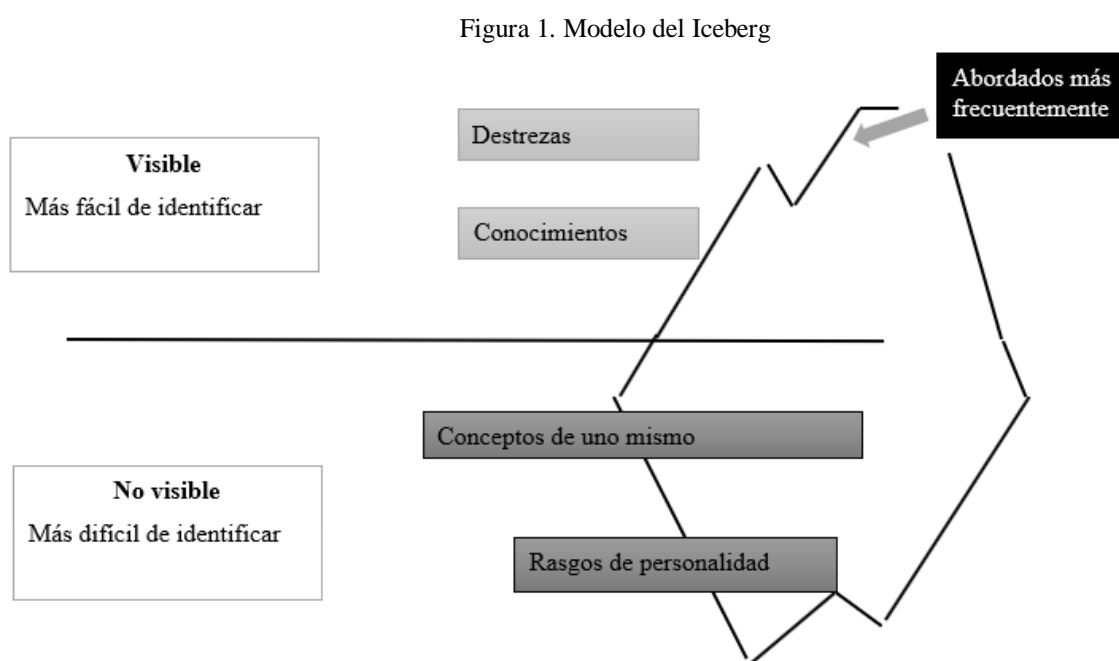 Figura 1. Modelo del Iceberg
Abordados más
frecuentemente
Destrezas
Visible
Más fácil de identificar
Conocimientos
Conceptos de uno mismo
No visible
Más difícil de identificar
Rasgos de personalidad